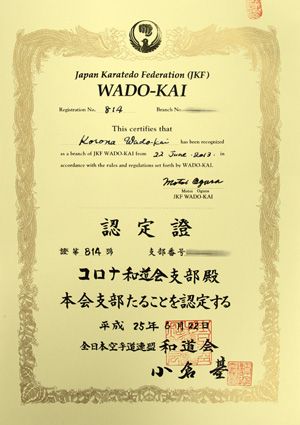 Japan Karatedo Federation (JKF)
WADO-KAI
Registration No. 814 Branch No.
This certifies that
Korona Wado-kai has been recognized
as a branch of JKF WADO-KAI from 22 June 2013. in
accordance with the rules and regulations set forth by WADO-KAI.
Motoi Ogura
Motoi Ogura
JKF WADO-KAI
認定證
證第 814 號 支部番号
コロナ和道会支部殿
本会支部たることを認定する
平成 25年 6月 22日
全日本空手道連盟 和道会
小倉 基